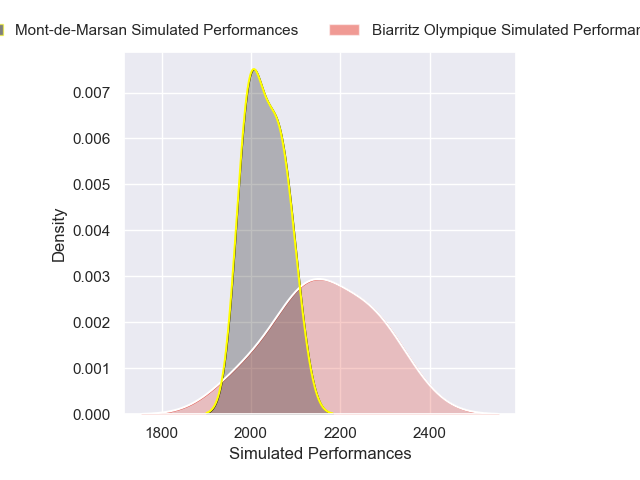 Mont-de-Marsan Simulated Performances Biarritz Olympique Simulated
0.007
0.006
0.005
0.004
0.003
0.002
0.001
0.000
Density
1800 2000 2200 2400
Simulated Performances